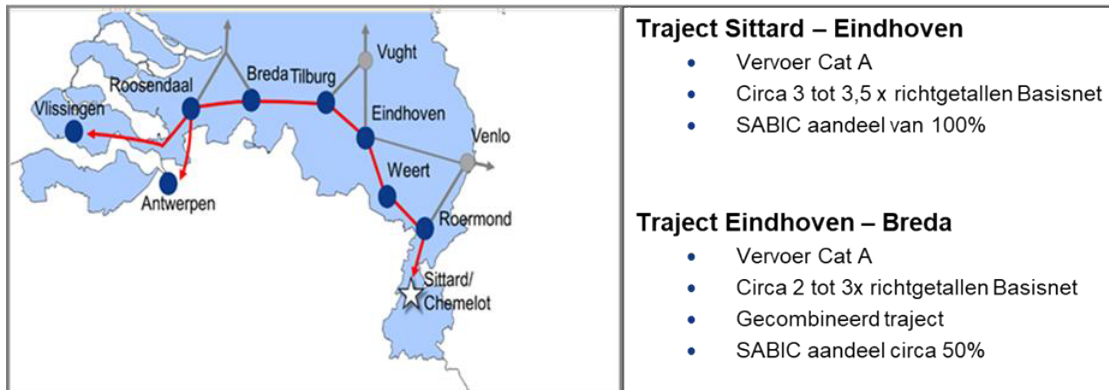 Vught
Breda
Tilburg
Roosendaal
Vlissingen
Eindhoven
Venlo
Weert
Antwerpen
Roermond
Sittard/
Chemelot
Traject Sittard – Eindhoven
• Vervoer Cat A
• Circa 3 tot 3,5 x richtgetallen Basisnet
• SABIC aandeel van 100%
Traject Eindhoven – Breda
• Vervoer Cat A
• Circa 2 tot 3x richtgetallen Basisnet
• Gecombineerd traject
• SABIC aandeel circa 50%